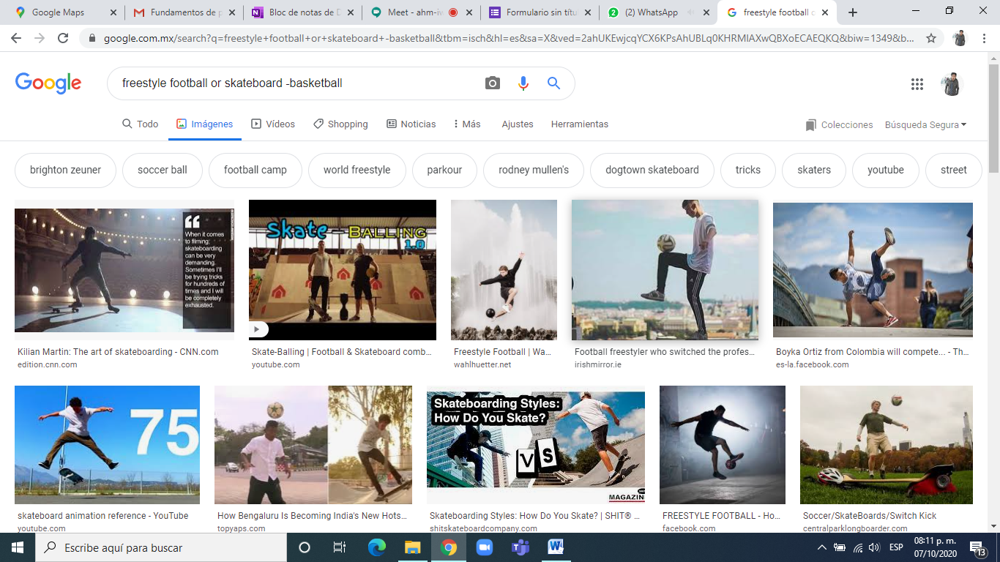 Google Maps
Fundamentos de p
Bloc de notas de D
Meet - ahm-iw
Formulario sin títu
(2) WhatsApp
freestyle football o
google.com.mx/search?q=freestyle+football+or+skateboard+-basketball&tbm=isch&hl=es&sa=X&ved=2ahUKEwjcqYCX6KPsAhUBLq0KHRMIAXwQBXoECAEQKQ&biw=1349&b...
Google
freestyle football or skateboard -basketball
Todo
Imágenes
Vídeos
Shopping
Noticias
Más
Ajustes
Herramientas
Colecciones
Búsqueda Segura
brighton zeuner
soccer ball
football camp
world freestyle
parkour
rodney mullen's
dogtown skateboard
tricks
skaters
youtube
street
When it comes
to filming;
skateboarding
can be very
demanding.
Sometimes I'll
be trying tricks
for hundreds of
times and I will
be completely
exhausted.
Skate-Balling
1.0
Kilian Martin: The art of skateboarding - CNN.com
edition.cnn.com
Skate-Balling | Football & Skateboard comb...
youtube.com
Freestyle Football | Wa...
wahlhuetter.net
Football freestyler who switched the profes...
irishmirror.ie
Boyka Ortiz from Colombia will compete... - Th...
es-la.facebook.com
75
Skateboarding Styles:
How Do You Skate?
VS
MAGAZIN
skateboard animation reference - YouTube
youtube.com
How Bengaluru Is Becoming India's New Hots...
topyaps.com
Skateboarding Styles: How Do You Skate? | SHIT® ...
shitskateboardcompany.com
FREESTYLE FOOTBALL - Ho...
facebook.com
Soccer/SkateBoards/Switch Kick
centralparklongboarder.com
Escribe aquí para buscar
ESP
08:11 p. m.
07/10/2020
13